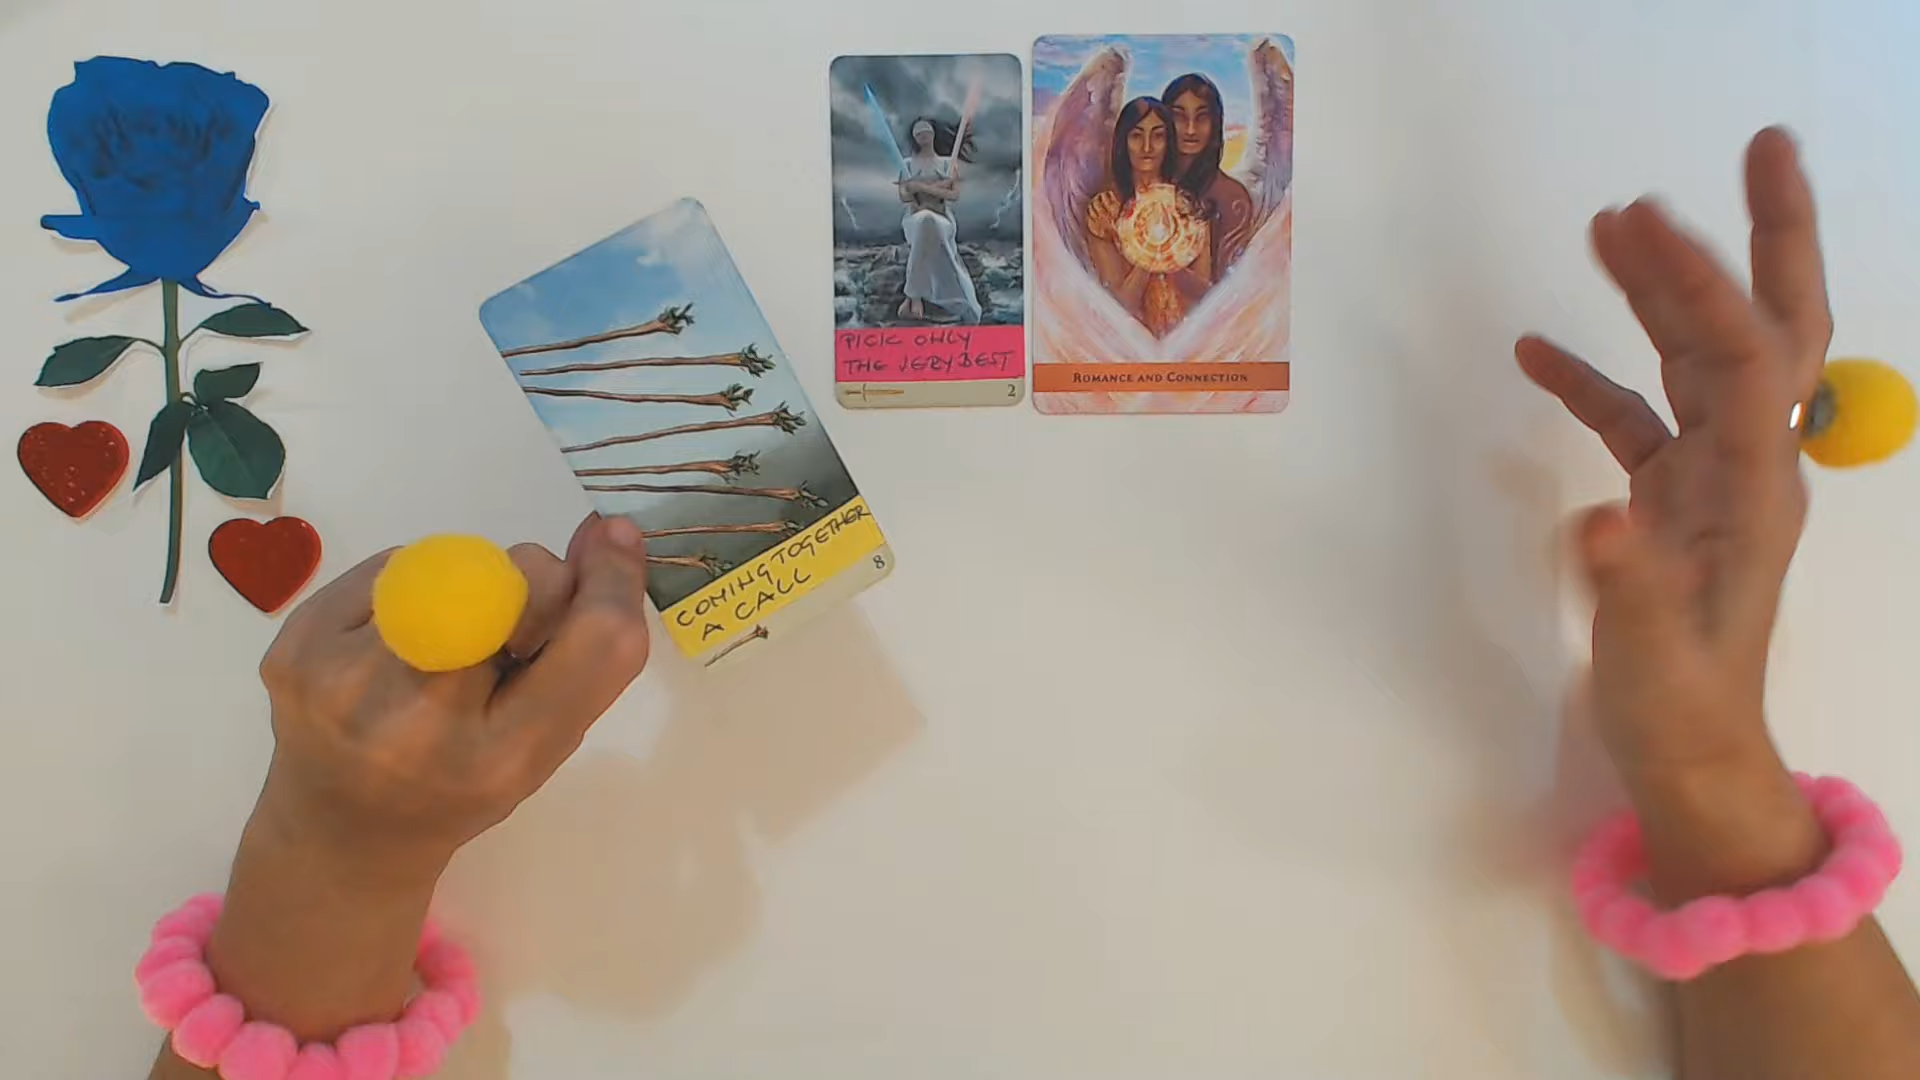 PICK ONLY
THE VERY BEST
2
ROMANCE AND CONNECTION
COMING TOGETHER
A CALL
8